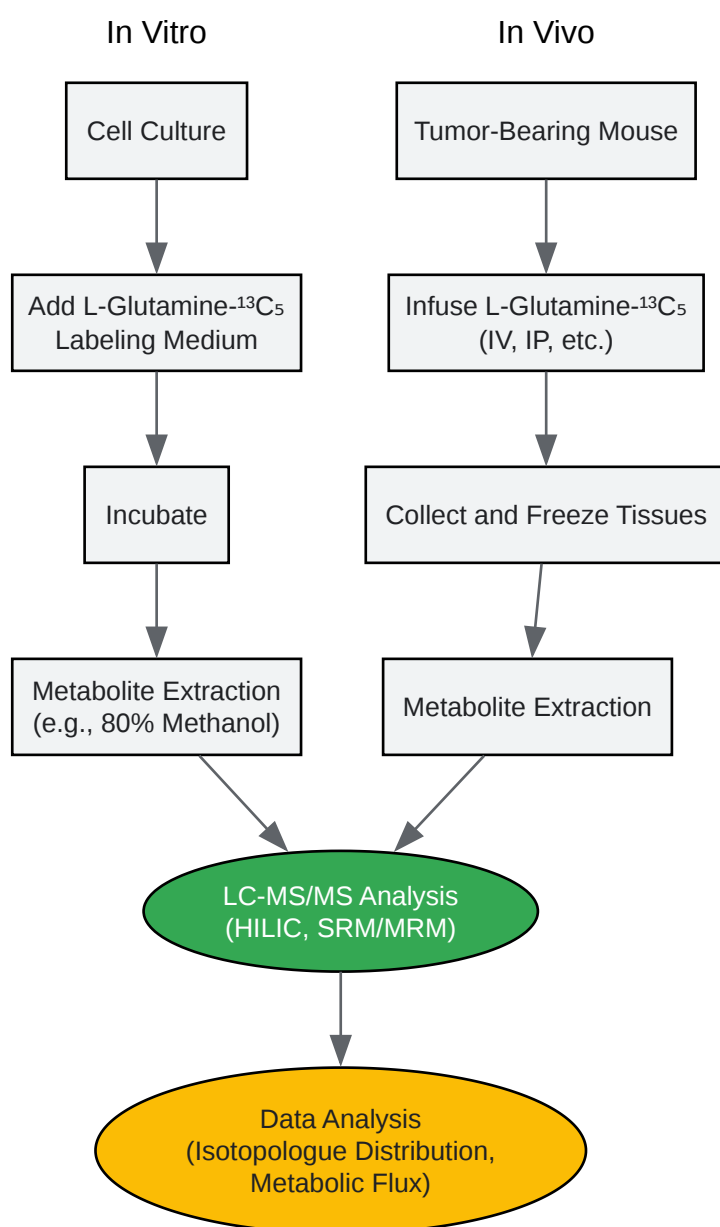 In Vitro
In Vivo
Cell Culture
Tumor-Bearing Mouse
Add L-Glutamine-¹³C₅
Labeling Medium
Infuse L-Glutamine-¹³C₅
(IV, IP, etc.)
Incubate
Collect and Freeze Tissues
Metabolite Extraction
(e.g., 80% Methanol)
Metabolite Extraction
LC-MS/MS Analysis
(HILIC, SRM/MRM)
Data Analysis
(Isotopologue Distribution,
Metabolic Flux)